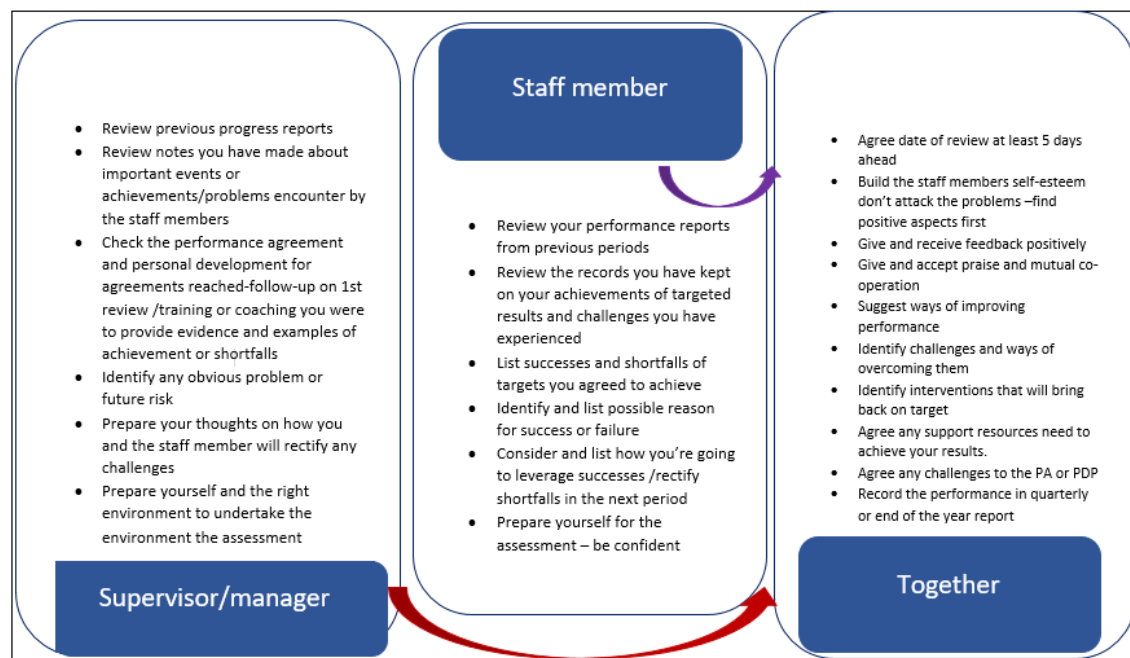 • Review previous progress reports
• Review notes you have made about
important events or
achievements/problems encounter by
the staff members
• Check the performance agreement
and personal development for
agreements reached-follow-up on 1st
review /training or coaching you were
to provide evidence and examples of
achievement or shortfalls
• Identify any obvious problem or
future risk
• Prepare your thoughts on how you
and the staff member will rectify any
challenges
• Prepare yourself and the right
environment to undertake the
environment the assessment
Supervisor/manager
Staff member
• Review your performance reports
from previous periods
• Review the records you have kept
on your achievements of targeted
results and challenges you have
experienced
• List successes and shortfalls of
targets you agreed to achieve
• Identify and list possible reason
for success or failure
• Consider and list how you’re going
to leverage successes /rectify
shortfalls in the next period
• Prepare yourself for the
assessment – be confident
• Agree date of review at least 5 days
ahead
• Build the staff members self-esteem
don’t attack the problems –find
positive aspects first
• Give and receive feedback positively
• Give and accept praise and mutual co-
operation
• Suggest ways of improving
performance
• Identify challenges and ways of
overcoming them
• Identify interventions that will bring
back on target
• Agree any support resources need to
achieve your results.
• Agree any challenges to the PA or PDP
• Record the performance in quarterly
or end of the year report
Together